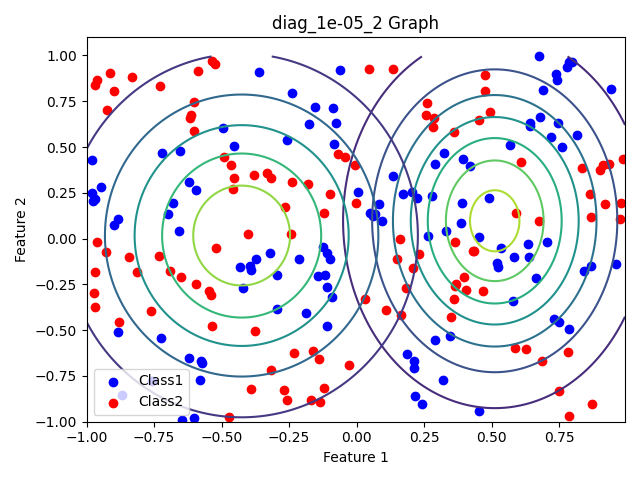 diag_1e-05_2 Graph
1.00
0.75
0.50
0.25
0.00
−0.25
−0.50
−0.75
−1.00
Feature 2
Class1
Class2
−1.00 −0.75 −0.50 −0.25 0.00 0.25 0.50 0.75
Feature 1